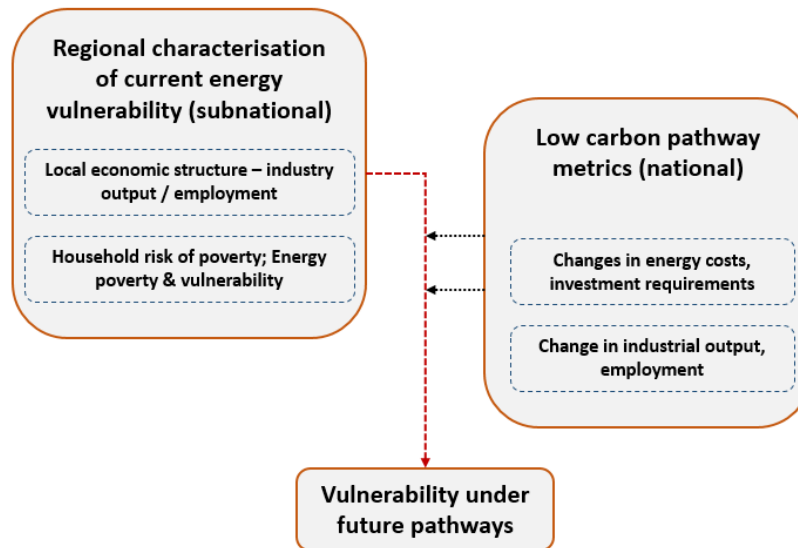 Regional characterisation
of current energy
vulnerability (subnational)
Local economic structure – industry
output / employment
Household risk of poverty; Energy
poverty & vulnerability
Low carbon pathway
metrics (national)
Changes in energy costs,
investment requirements
Change in industrial output,
employment
Vulnerability under
future pathways